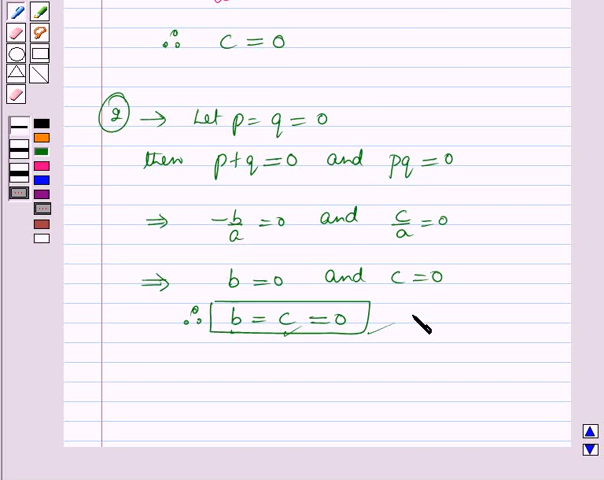 ∴ c = 0
② → Let p = q = 0
then p+q = 0 and pq = 0
⇒ -b/a = 0 and c/a = 0
⇒ b = 0 and c = 0
∴ b = c = 0